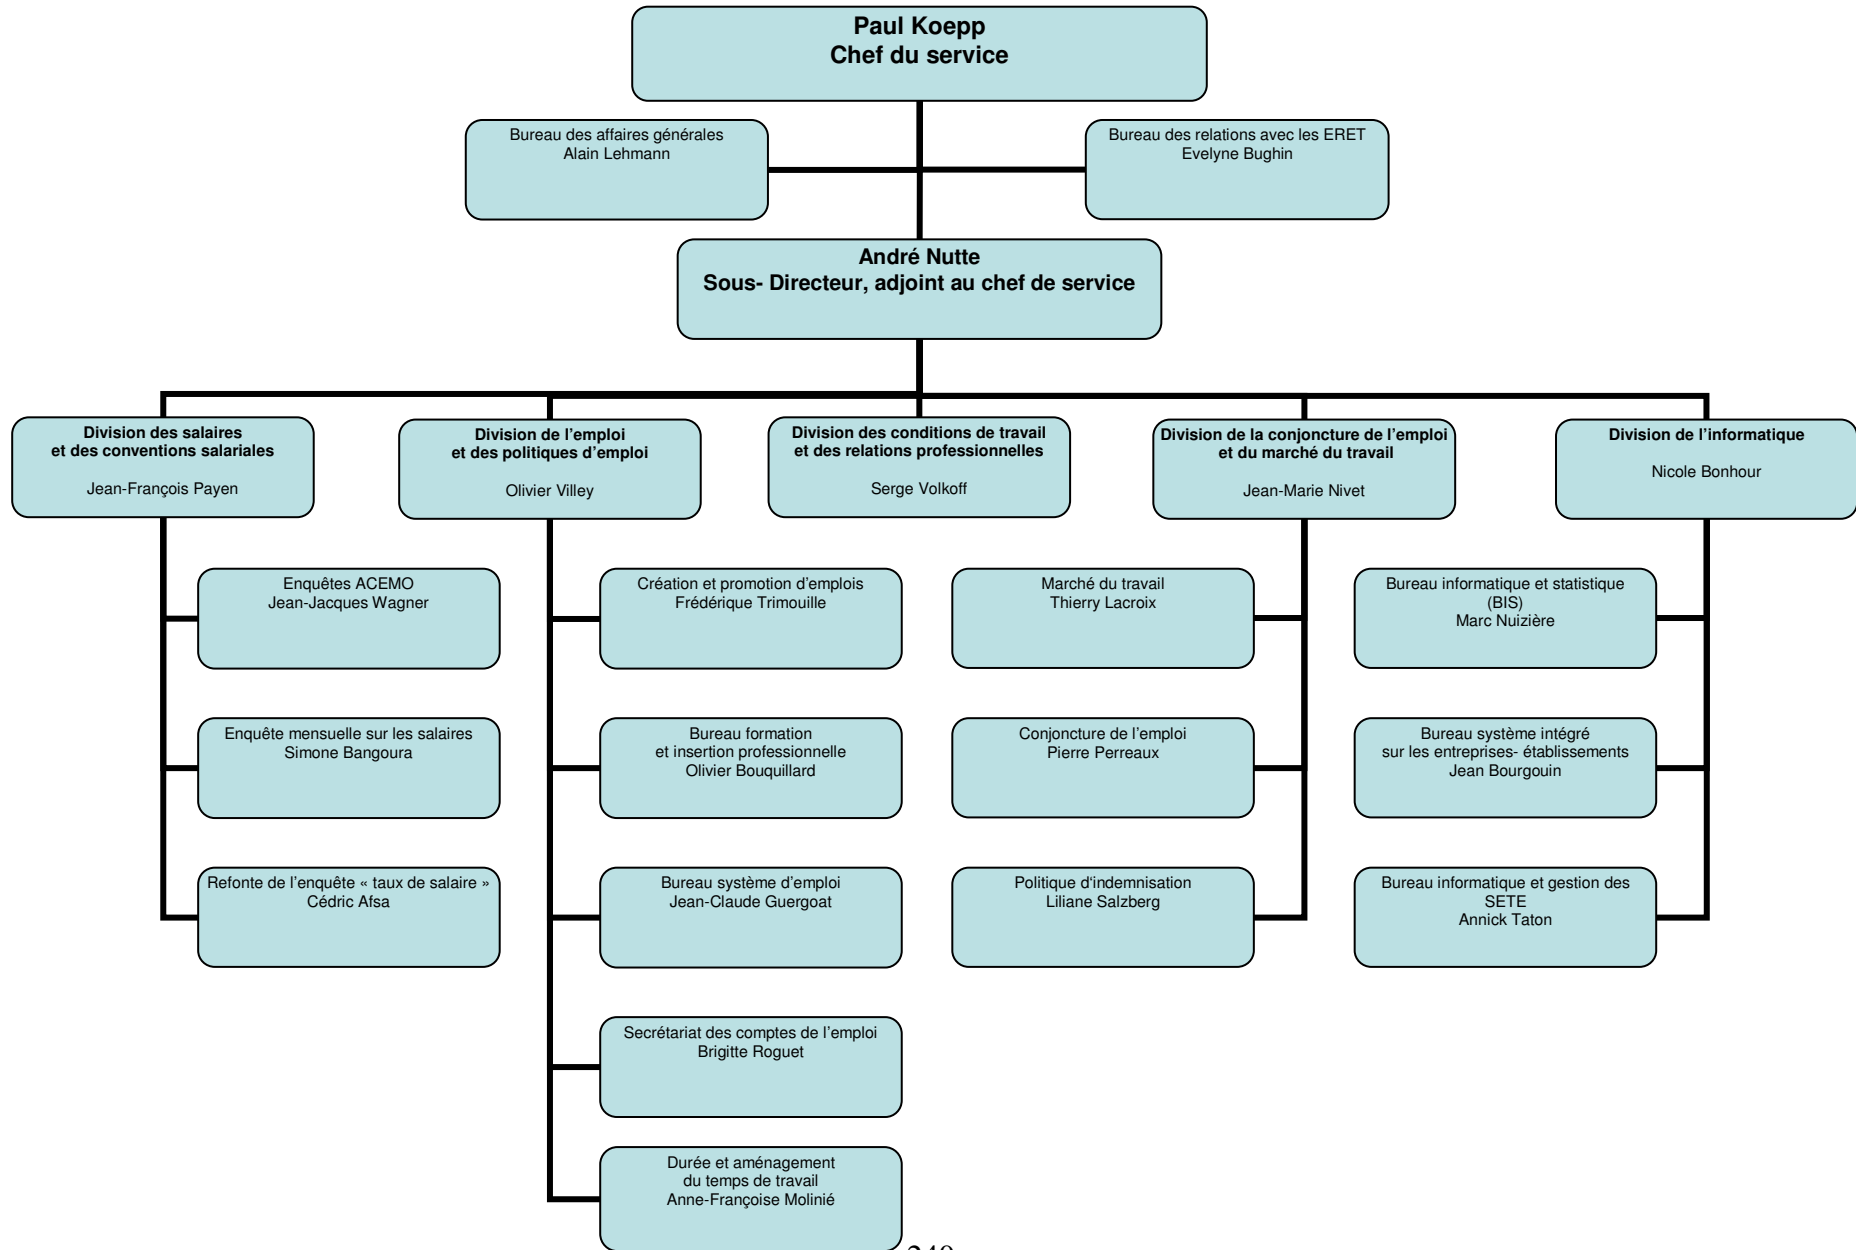 Paul Koepp
Chef du service
Bureau des affaires générales
Alain Lehmann
Bureau des relations avec les ERET
Evelyne Bughin
André Nutte
Sous- Directeur, adjoint au chef de service
Division des salaires
et des conventions salariales
Jean-François Payen
Division de l’emploi
et des politiques d’emploi
Olivier Villey
Division des conditions de travail
et des relations professionnelles
Serge Volkoff
Division de la conjoncture de l’emploi
et du marché du travail
Jean-Marie Nivet
Division de l’informatique
Nicole Bonhour
Enquêtes ACEMO
Jean-Jacques Wagner
Enquête mensuelle sur les salaires
Simone Bangoura
Refonte de l’enquête « taux de salaire »
Cédric Afsa
Création et promotion d’emplois
Frédérique Trimouille
Bureau formation
et insertion professionnelle
Olivier Bouquillard
Bureau système d’emploi
Jean-Claude Guergoat
Secrétariat des comptes de l’emploi
Brigitte Roguet
Durée et aménagement
du temps de travail
Anne-Françoise Molinié
Marché du travail
Thierry Lacroix
Conjoncture de l’emploi
Pierre Perreaux
Politique d‘indemnisation
Liliane Salzberg
Bureau informatique et statistique
(BIS)
Marc Nuizière
Bureau système intégré
sur les entreprises- établissements
Jean Bourgouin
Bureau informatique et gestion des
SETE
Annick Taton